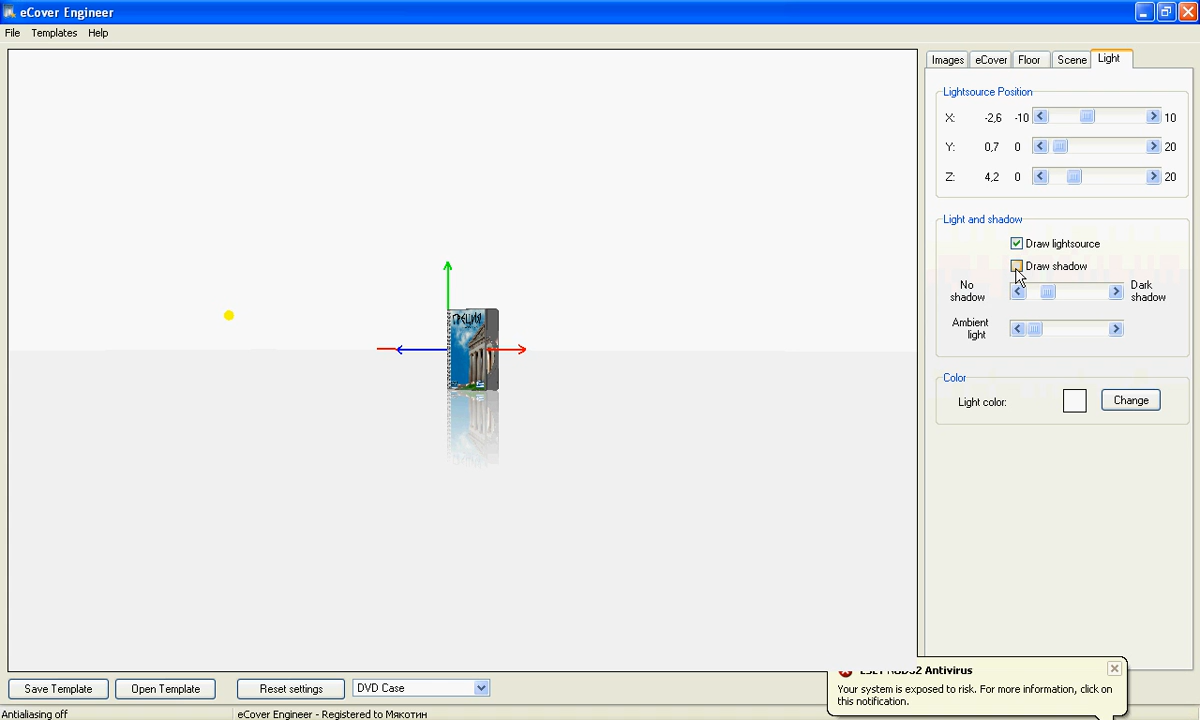 eCover Engineer
File Templates Help
Images eCover Floor Scene Light
Lightsource Position
X: -2,6 -10 10
Y: 0,7 0 20
Z: 4,2 0 20
Light and shadow
Draw lightsource
Draw shadow
No shadow
Dark shadow
Ambient light
Color
Light color: Change
ГРЕЦИЯ
Save Template Open Template Reset settings DVD Case
Antivirus
Your system is exposed to risk. For more information, click on
this notification.
Antialiasing off eCover Engineer - Registered to Мякотин